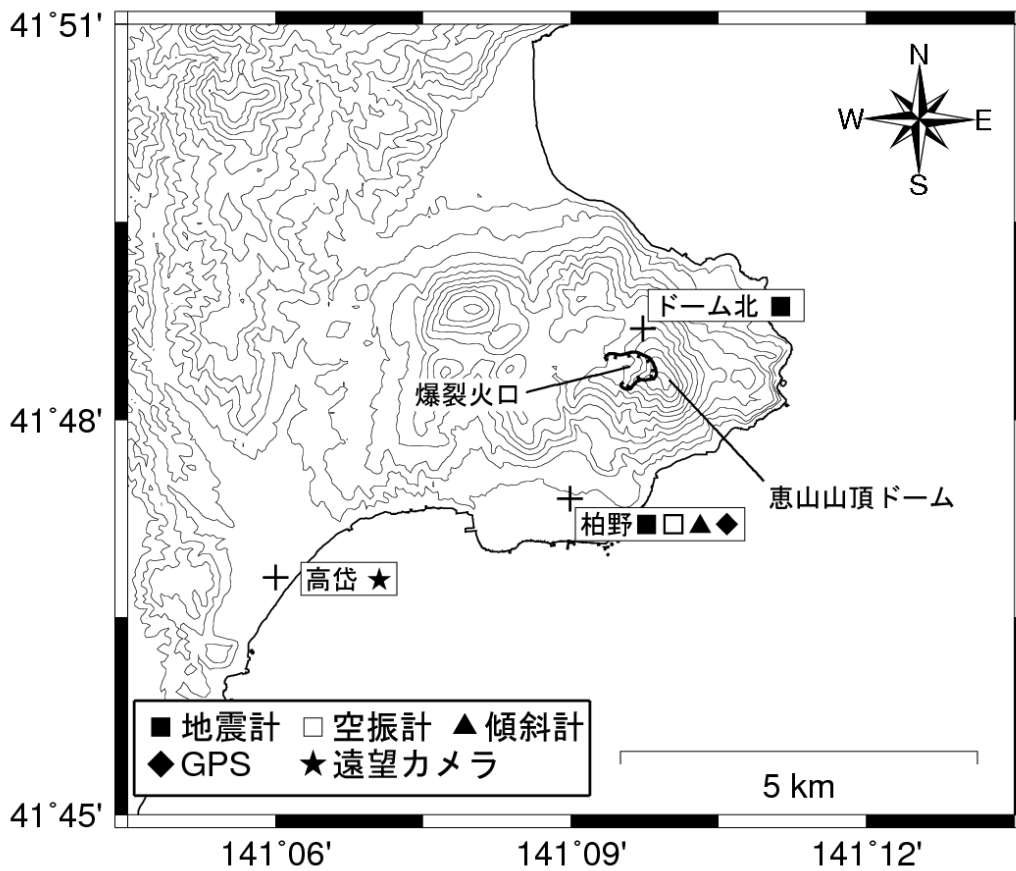 41˚51'
N
W E
S
ドーム北 ■
爆裂火口
41˚48'
恵山山頂ドーム
柏野■□▲◆
高岱 ★
■ 地震計 □ 空振計 ▲ 傾斜計
◆ GPS ★ 遠望カメラ
5 km
41˚45'
141˚06' 141˚09' 141˚12'